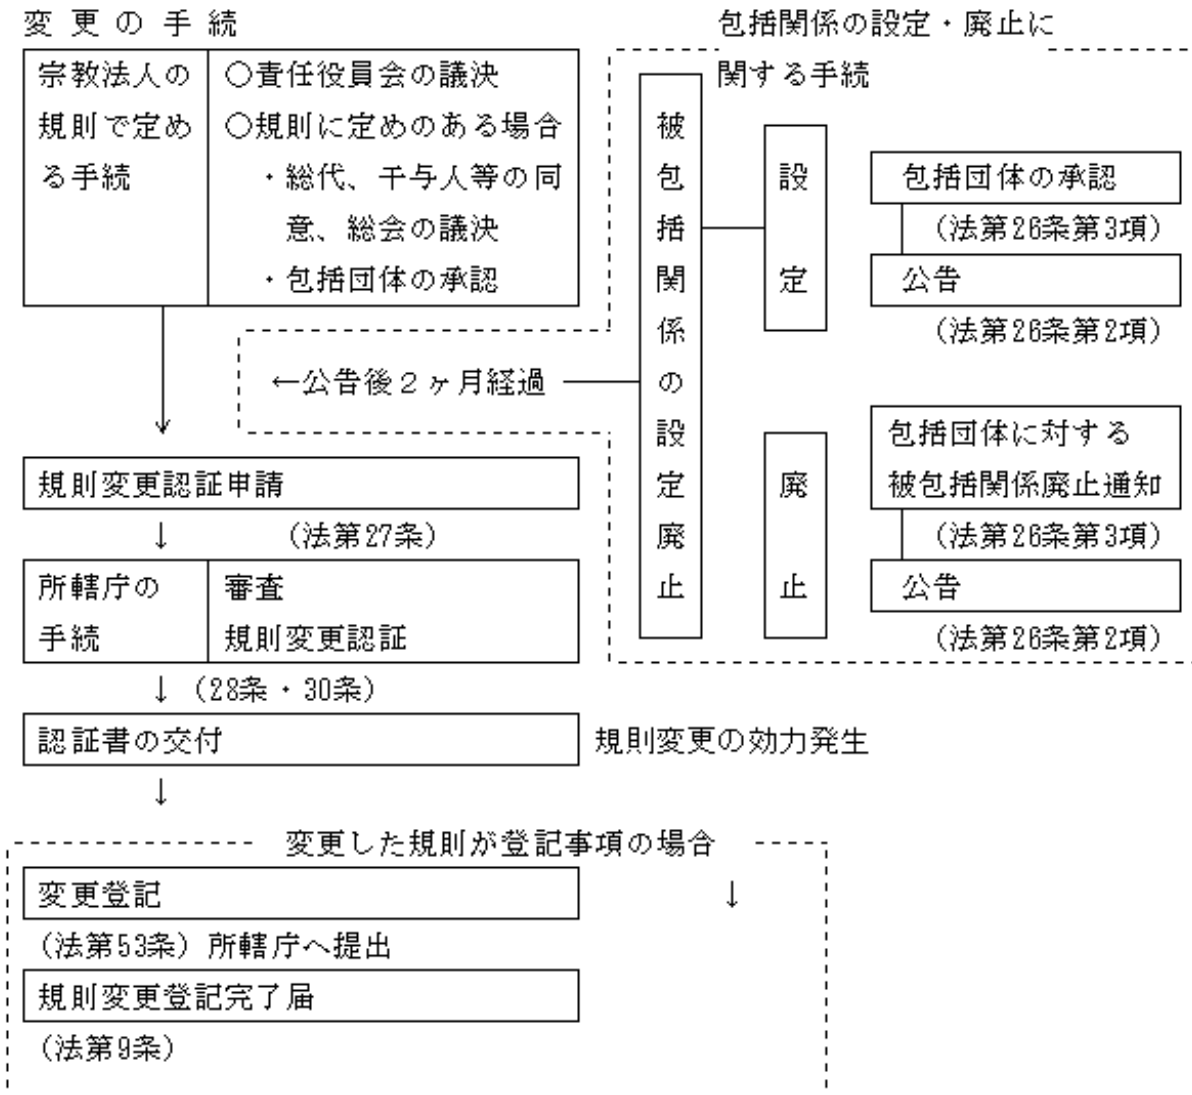 変更の手続
宗教法人の
規則で定め
る手続
○責任役員会の議決
○規則に定めのある場合
・総代、干与人等の同
意、総会の議決
・包括団体の承認
包括関係の設定・廃止に
関する手続
被包括関係の設定廃止
設定
包括団体の承認
(法第26条第3項)
公告
(法第26条第2項)
←公告後2ヶ月経過
廃止
包括団体に対する
被包括関係廃止通知
(法第26条第3項)
公告
(法第26条第2項)
規則変更認証申請
↓ (法第27条)
所轄庁の
手続
審査
規則変更認証
↓ (28条・30条)
認証書の交付
規則変更の効力発生
↓
変更した規則が登記事項の場合
変更登記
↓
(法第53条) 所轄庁へ提出
規則変更登記完了届
(法第9条)